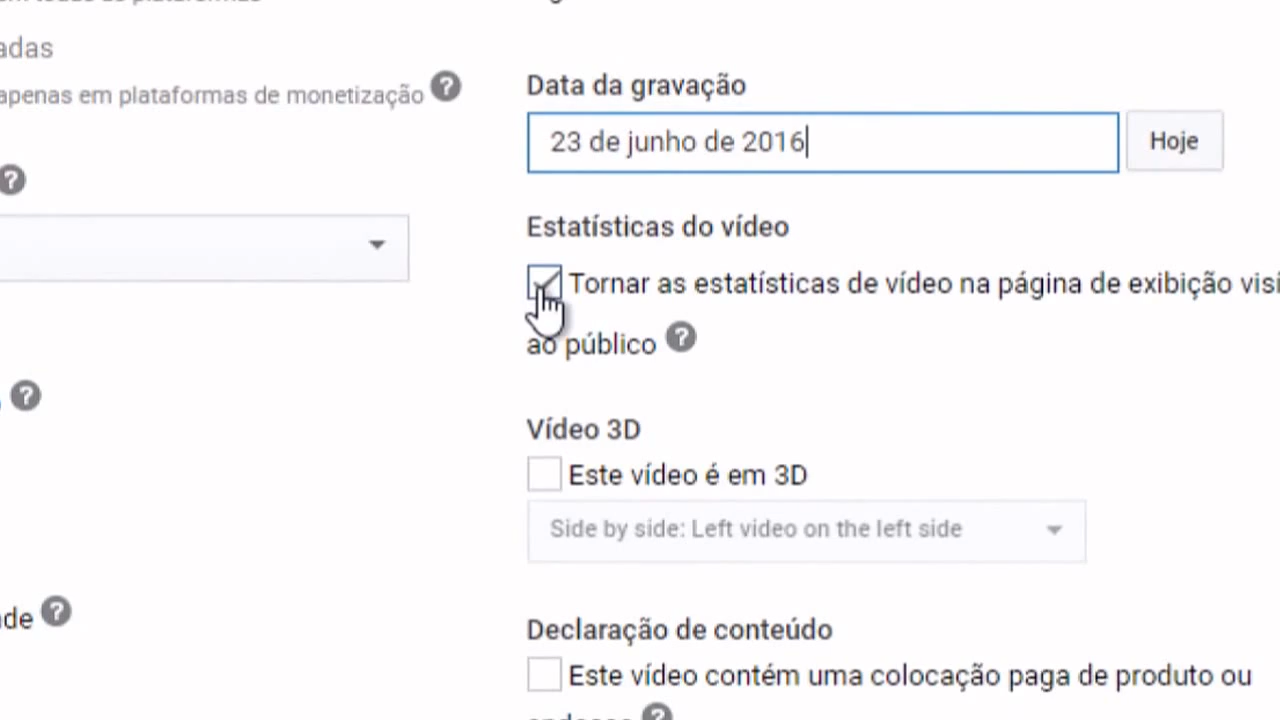 adas
apenas em plataformas de monetização ?
?
?
de ?
Data da gravação
23 de junho de 2016
Hoje
Estatísticas do vídeo
Tornar as estatísticas de vídeo na página de exibição visí
ao público ?
Vídeo 3D
Este vídeo é em 3D
Side by side: Left video on the left side
Declaração de conteúdo
Este vídeo contém uma colocação paga de produto ou
?